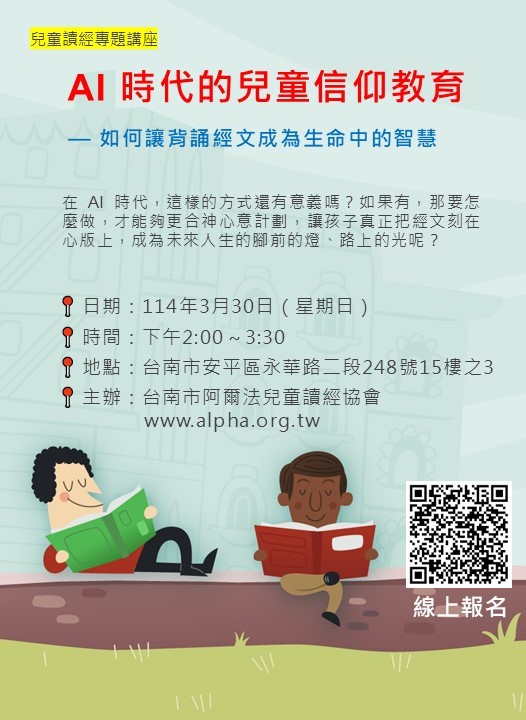 兒童讀經專題講座
AI 時代的兒童信仰教育
— 如何讓背誦經文成為生命中的智慧
在 AI 時代，這樣的方式還有意義嗎？如果有，那要怎
麼做，才能夠更合神心意計劃，讓孩子真正把經文刻在
心版上，成為未來人生的腳前的燈、路上的光呢？
日期：114年3月30日（星期日）
時間：下午2:00～3:30
地點：台南市安平區永華路二段248號15樓之3
主辦：台南市阿爾法兒童讀經協會
www.alpha.org.tw
線上報名